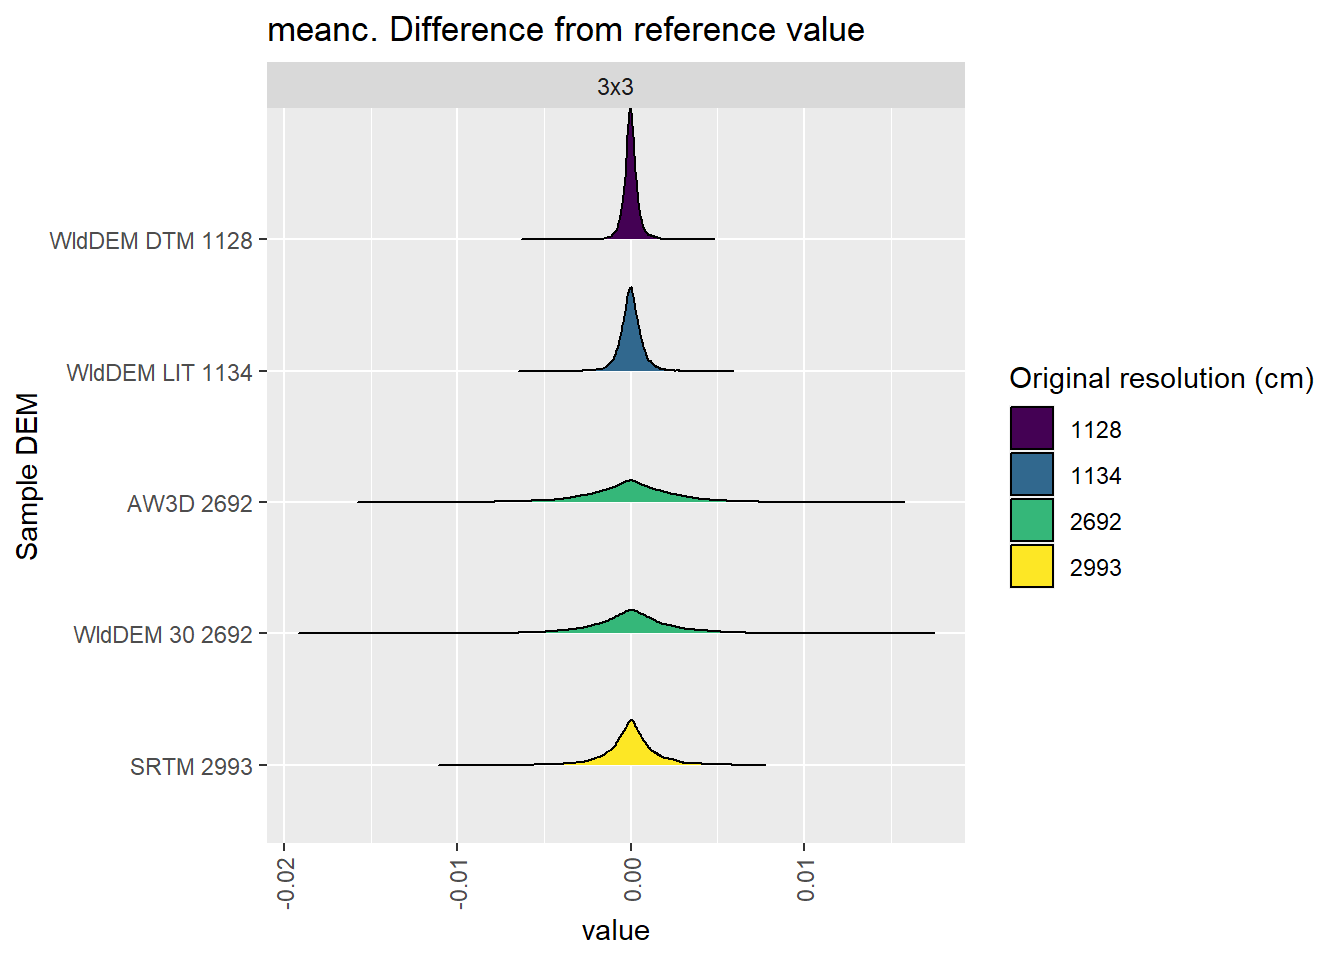 meanc. Difference from reference value
3x3
WldDEM DTM 1128
WldDEM LIT 1134
AW3D 2692
WldDEM 30 2692
SRTM 2993
Sample DEM
-0.02
-0.01
0.00
0.01
value
Original resolution (cm)
1128
1134
2692
2993